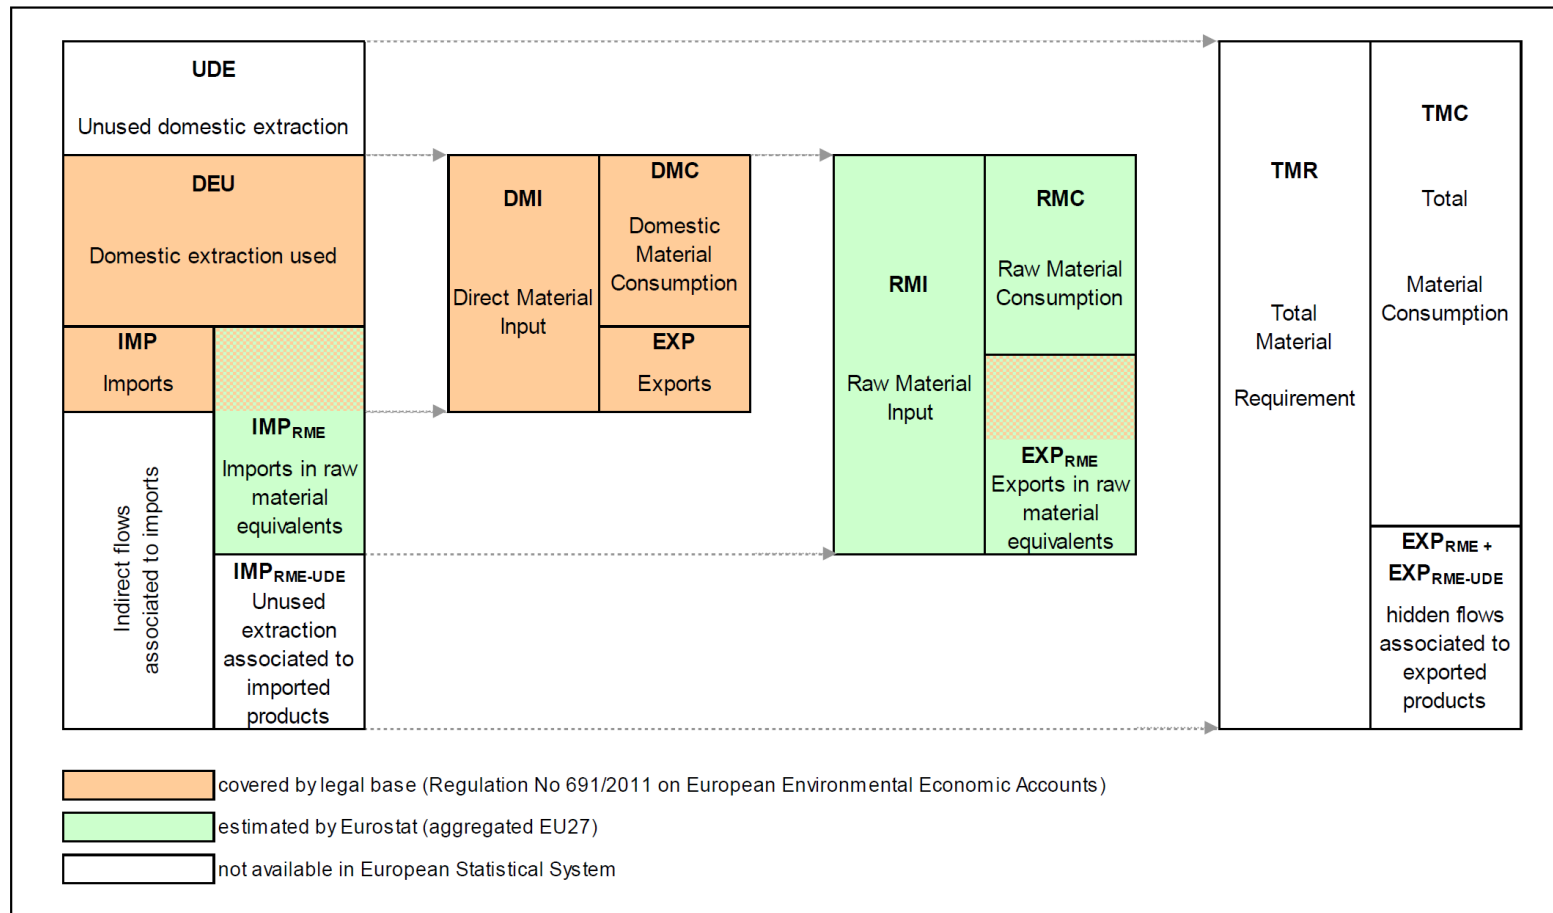 UDE
Unused domestic extraction
DEU
Domestic extraction used
IMP
Imports
IMPRME
Imports in raw
material
equivalents
Indirect flows
associated to imports
IMPRME-UDE
Unused
extraction
associated to
imported
products
DMI
Direct Material
Input
DMC
Domestic
Material
Consumption
EXP
Exports
RMI
Raw Material
Input
RMC
Raw Material
Consumption
EXPRME
Exports in raw
material
equivalents
TMR
Total
Material
Requirement
TMC
Total
Material
Consumption
EXPRME +
EXPRME-UDE
hidden flows
associated to
exported
products
covered by legal base (Regulation No 691/2011 on European Environmental Economic Accounts)
estimated by Eurostat (aggregated EU27)
not available in European Statistical System